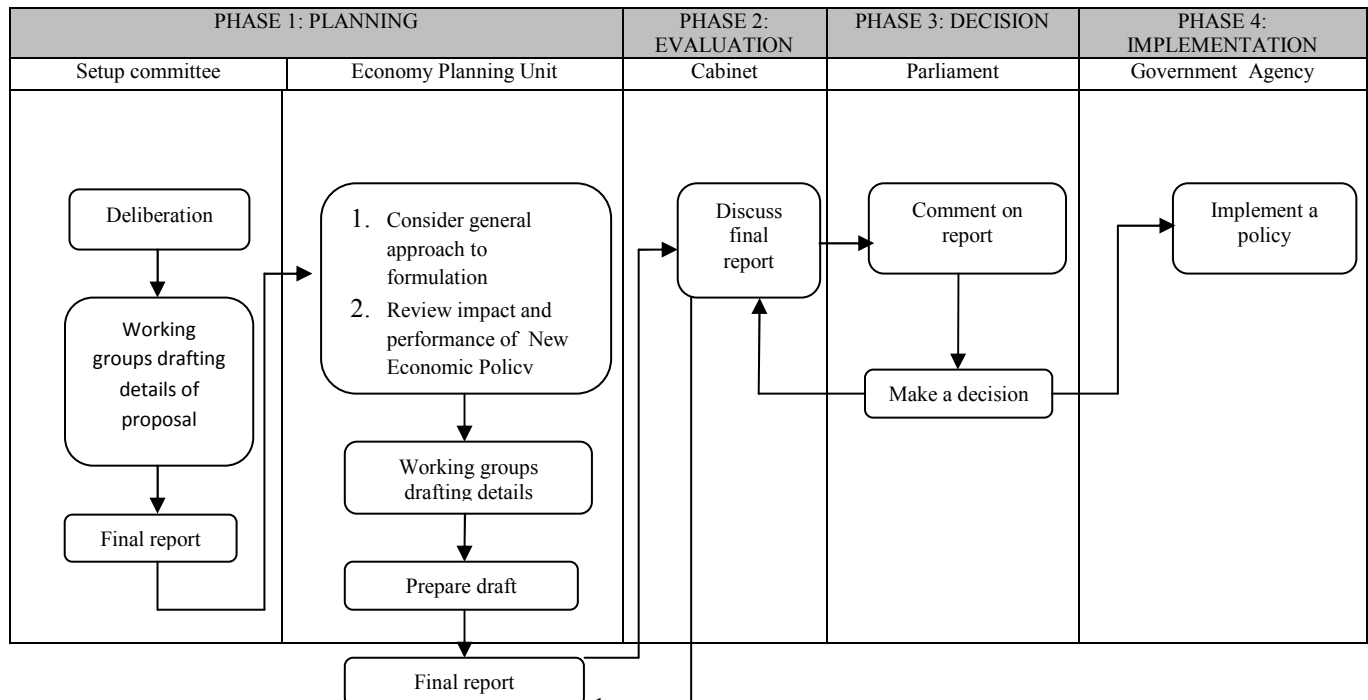 PHASE 1: PLANNING
PHASE 2:
EVALUATION
PHASE 3: DECISION
PHASE 4:
IMPLEMENTATION
Setup committee
Economy Planning Unit
Cabinet
Parliament
Government Agency
Deliberation
Working
groups drafting
details of
proposal
Final report
1. Consider general
approach to
formulation
2. Review impact and
performance of New
Economic Policy
Working groups
drafting details
Prepare draft
Final report
Discuss
final
report
Comment on
report
Make a decision
Implement a
policy